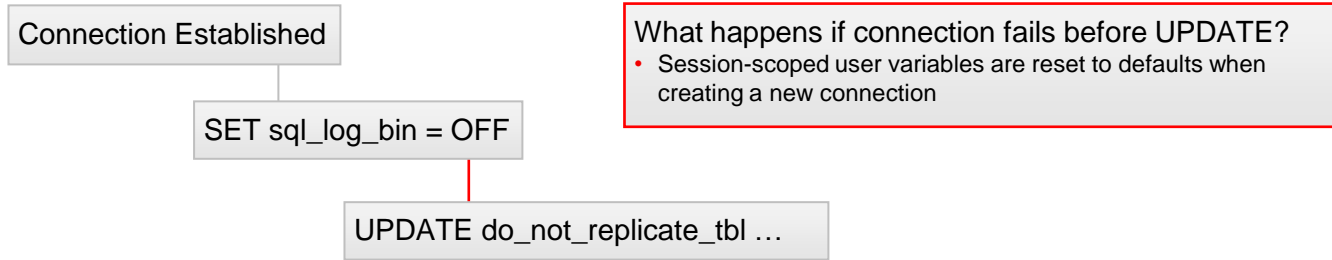 Connection Established
SET sql_log_bin = OFF
UPDATE do_not_replicate_tbl …
What happens if connection fails before UPDATE?
• Session-scoped user variables are reset to defaults when
creating a new connection